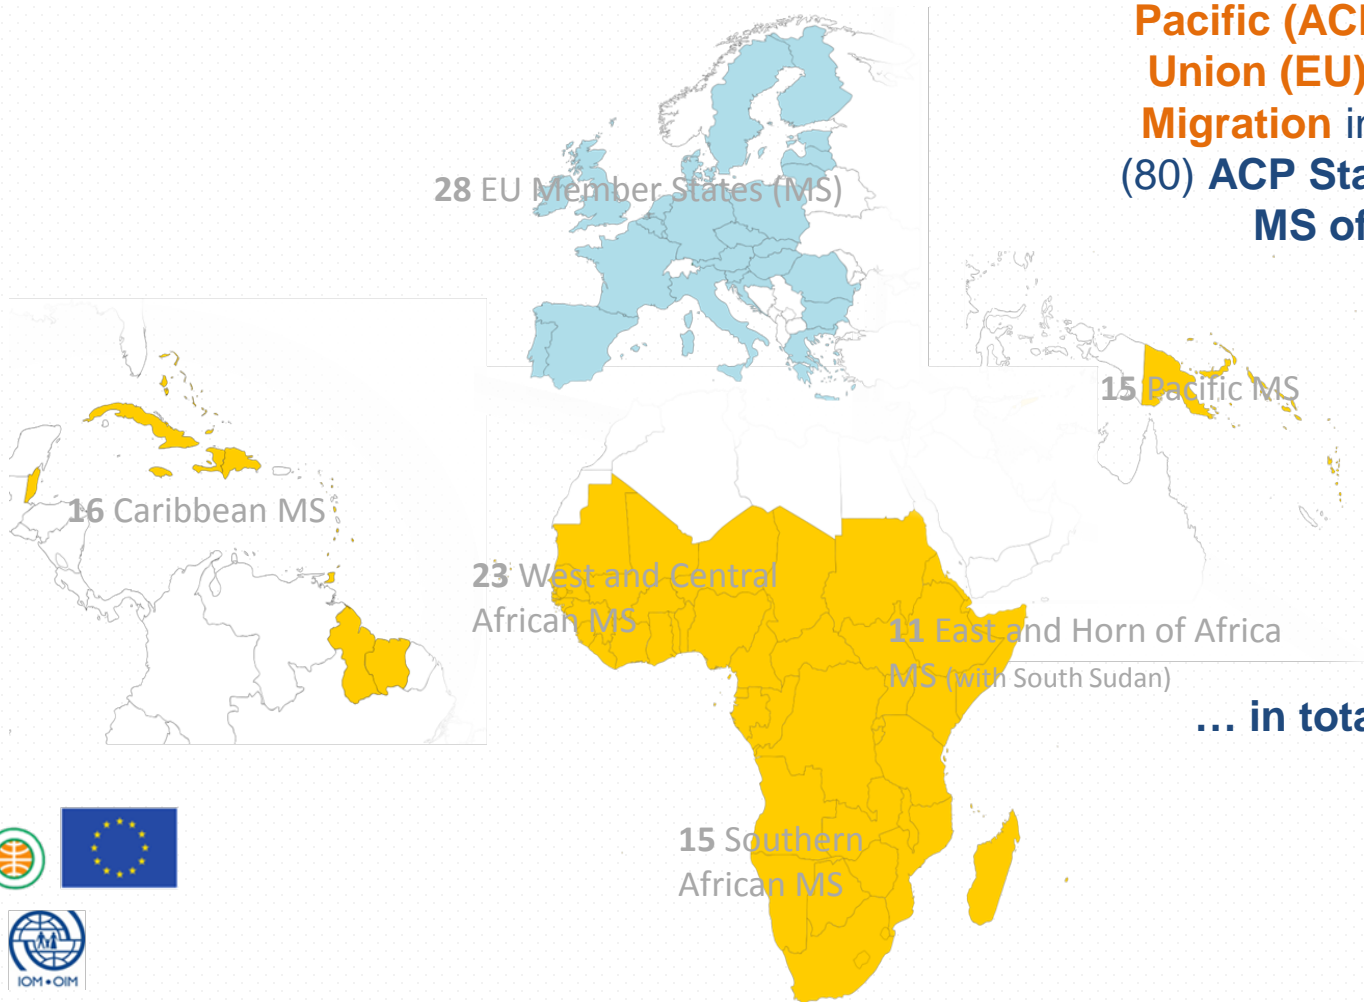 Pacific (ACP
Union (EU)
Migration in
(80) ACP Sta
MS of
28 EU Member States (MS)
15 Pacific MS
16 Caribbean MS
23 West and Central
African MS
11 East and Horn of Africa
MS (with South Sudan)
… in tota
15 Southern
African MS
IOM•OIM